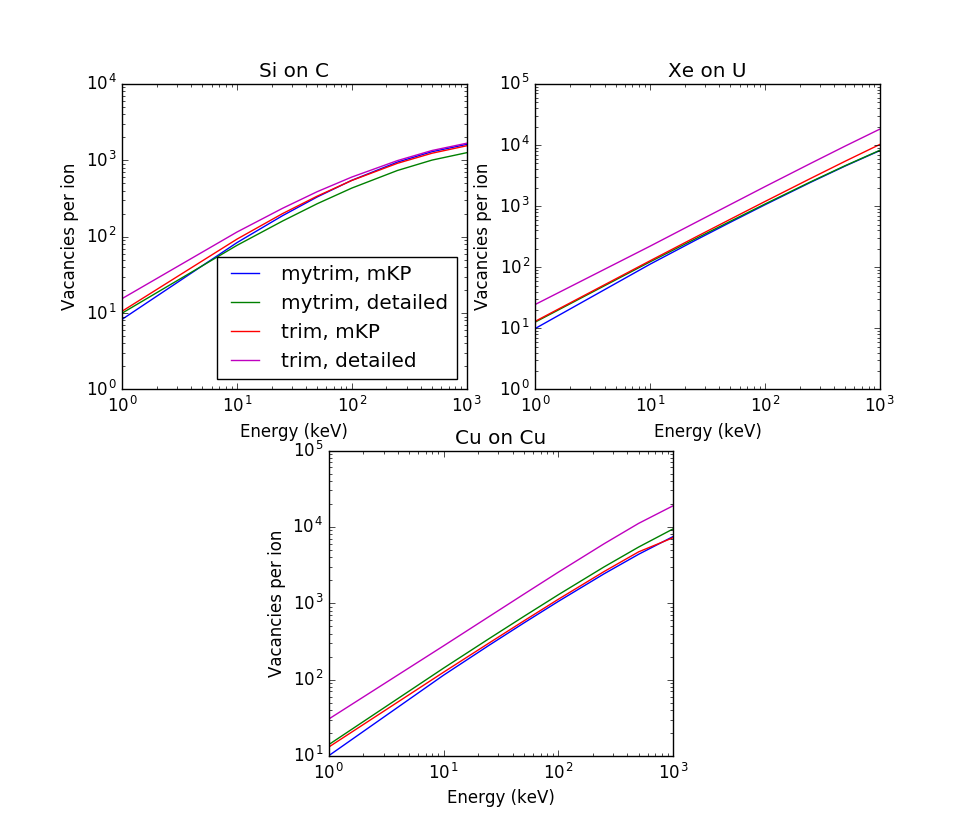 Si on C
Xe on U
10^4
10^3
10^2
10^1
10^0
Vacancies per ion
mytrim, mKP
mytrim, detailed
trim, mKP
trim, detailed
10^0 10^1 10^2 10^3
Energy (keV)
10^5
10^4
10^3
10^2
10^1
10^0
Vacancies per ion
10^0 10^1 10^2 10^3
Energy (keV)
Cu on Cu
10^5
10^4
10^3
10^2
10^1
Vacancies per ion
10^0 10^1 10^2 10^3
Energy (keV)